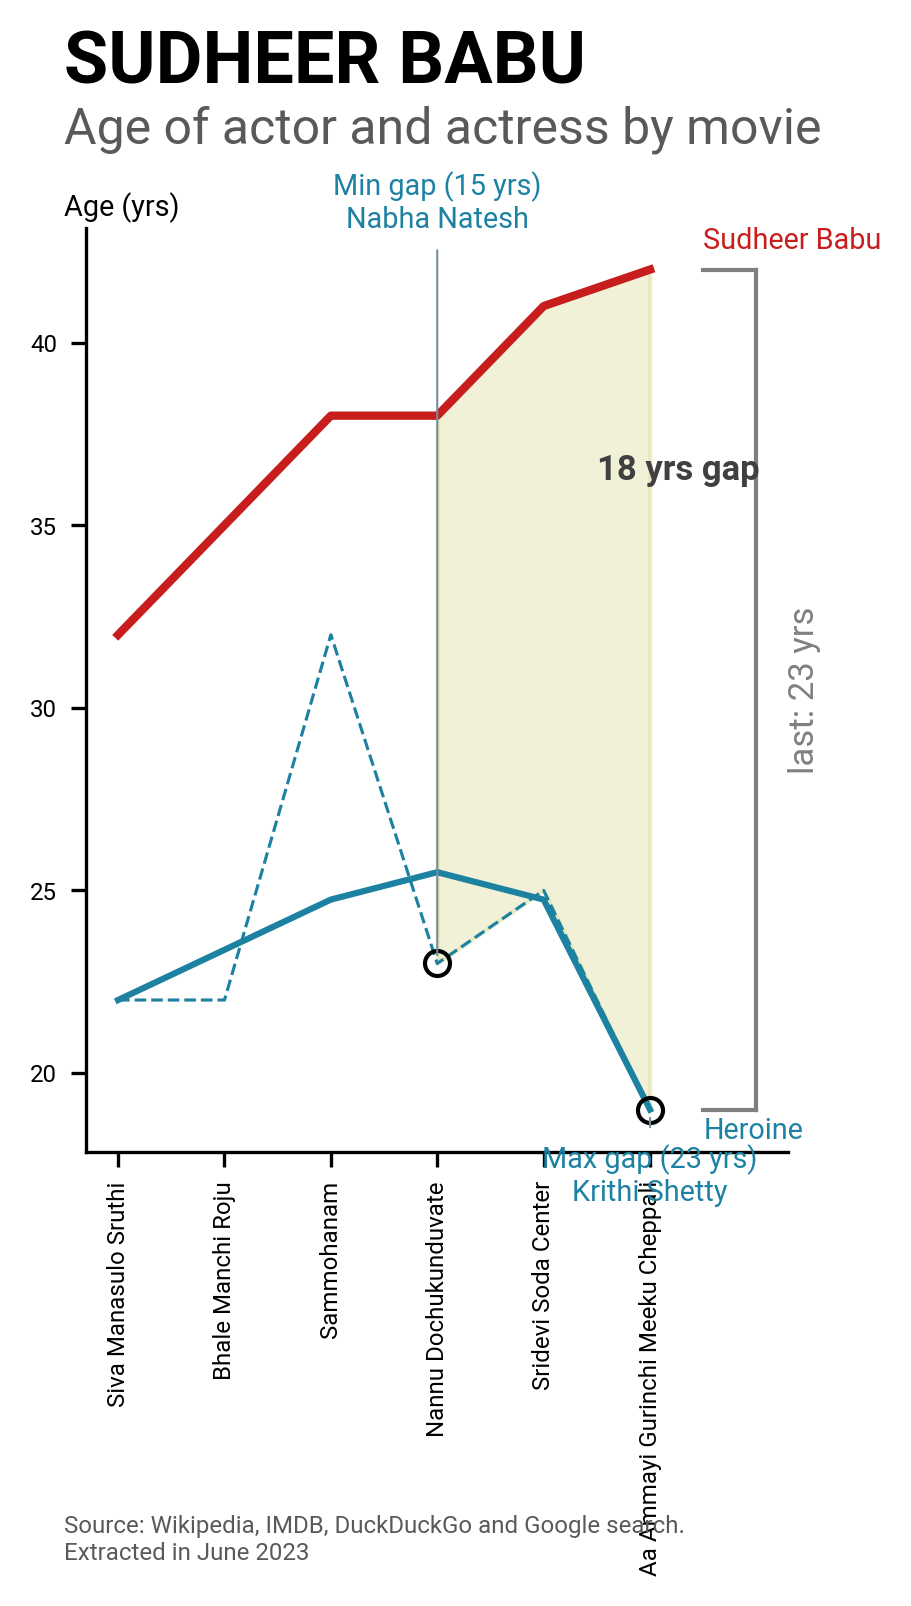 SUDHEER BABU
Age of actor and actress by movie
Min gap (15 yrs)
Nabha Natesh
Age (yrs)
Sudheer Babu
40
35
30
25
20
18 yrs gap
last: 23 yrs
Heroine
Max gap (23 yrs)
Krithi Shetty
Siva Manasulo Sruthi
Bhale Manchi Roju
Sammohanam
Nannu Dochukunduvate
Sridevi Soda Center
Aa Ammayi Gurinchi Meeku Cheppali
Source: Wikipedia, IMDB, DuckDuckGo and Google search.
Extracted in June 2023